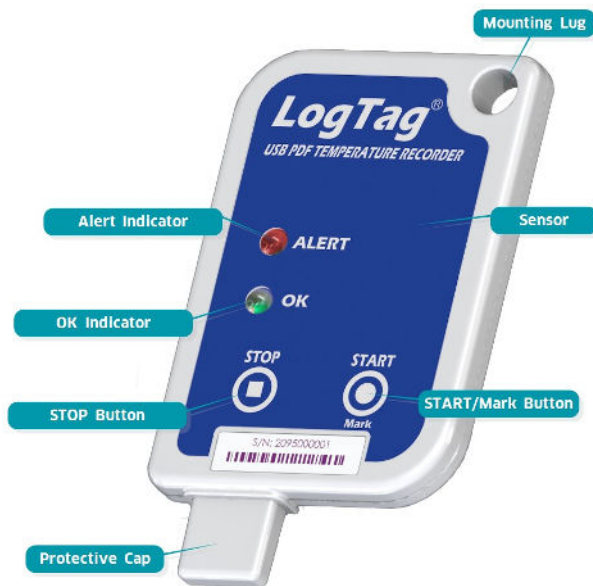 Mounting Lug
LogTag®
USB PDF TEMPERATURE RECORDER
Alert Indicator
Sensor
ALERT
OK Indicator
OK
STOP
START
STOP Button
START/Mark Button
Mark
S/N: 2095000001
Protective Cap